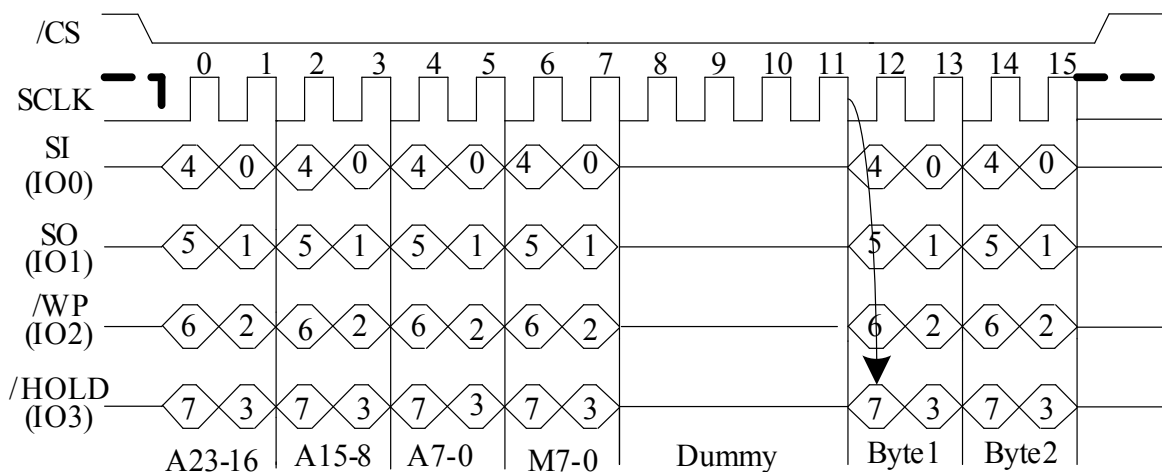 /CS
0 1 2 3 4 5 6 7 8 9 10 11 12 13 14 15
SCLK
SI
(IO0)
4 0 4 0 4 0 4 0 4 0 4 0
SO
(IO1)
5 1 5 1 5 1 5 1 5 1 5 1
/WP
(IO2)
6 2 6 2 6 2 6 2 6 2 6 2
/HOLD
(IO3)
7 3 7 3 7 3 7 3 7 3 7 3
A23-16 A15-8 A7-0 M7-0 Dummy Byte1 Byte2